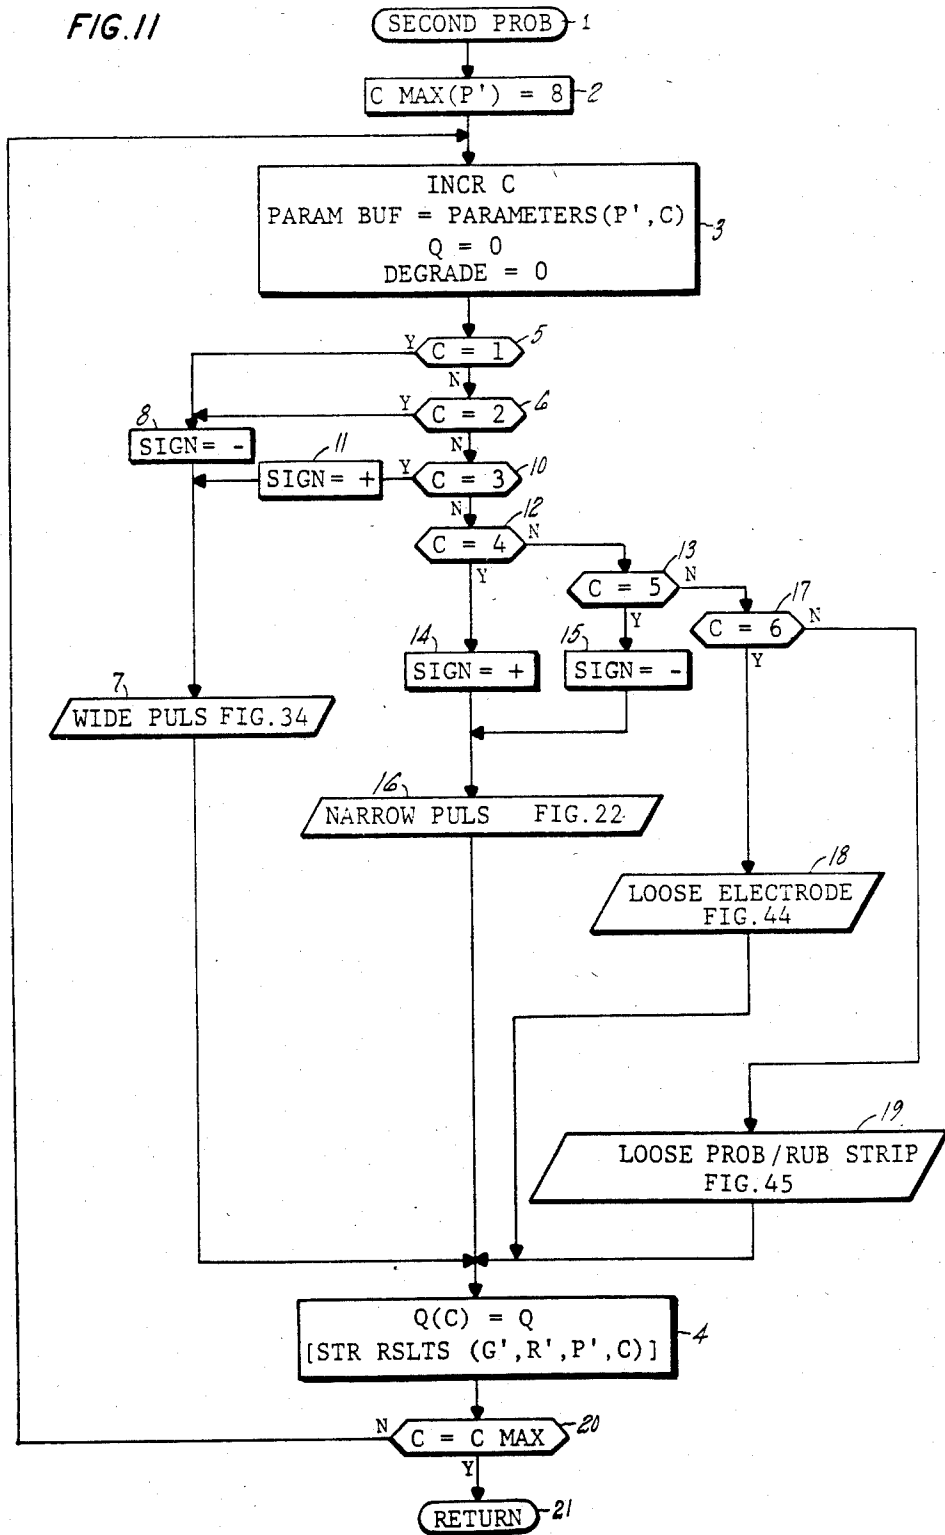 FIG.11
SECOND PROB 1
C MAX(P') = 8 2
INCR C
PARAM BUF = PARAMETERS(P',C) 3
Q = 0
DEGRADE = 0
Y C = 1 5
N
Y C = 2 6
N
8
SIGN= -
11
SIGN= +
Y C = 3 10
N
C = 4 12 N
Y
C = 5 13 N
Y
C = 6 17 N
Y
14
SIGN = +
15
SIGN= -
7
WIDE PULS FIG.34
16
NARROW PULS FIG.22
18
LOOSE ELECTRODE
FIG.44
19
LOOSE PROB/RUB STRIP
FIG.45
Q(C) = Q
[STR RSLTS (G',R',P',C)] 4
N C = C MAX 20
Y
RETURN 21